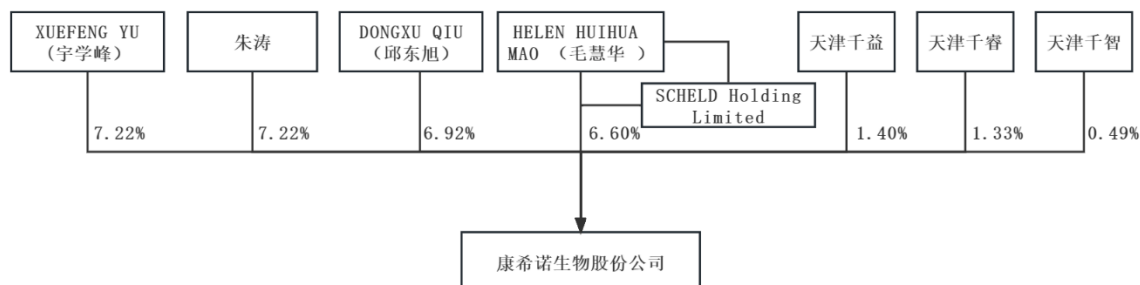 XUEFENG YU
（宇学峰）
朱涛
DONGXU QIU
（邱东旭）
HELEN HUIHUA
MAO （毛慧华 ）
天津千益
天津千睿
天津千智
SCHELD Holding
Limited
7.22%
7.22%
6.92%
6.60%
1.40%
1.33%
0.49%
康希诺生物股份公司